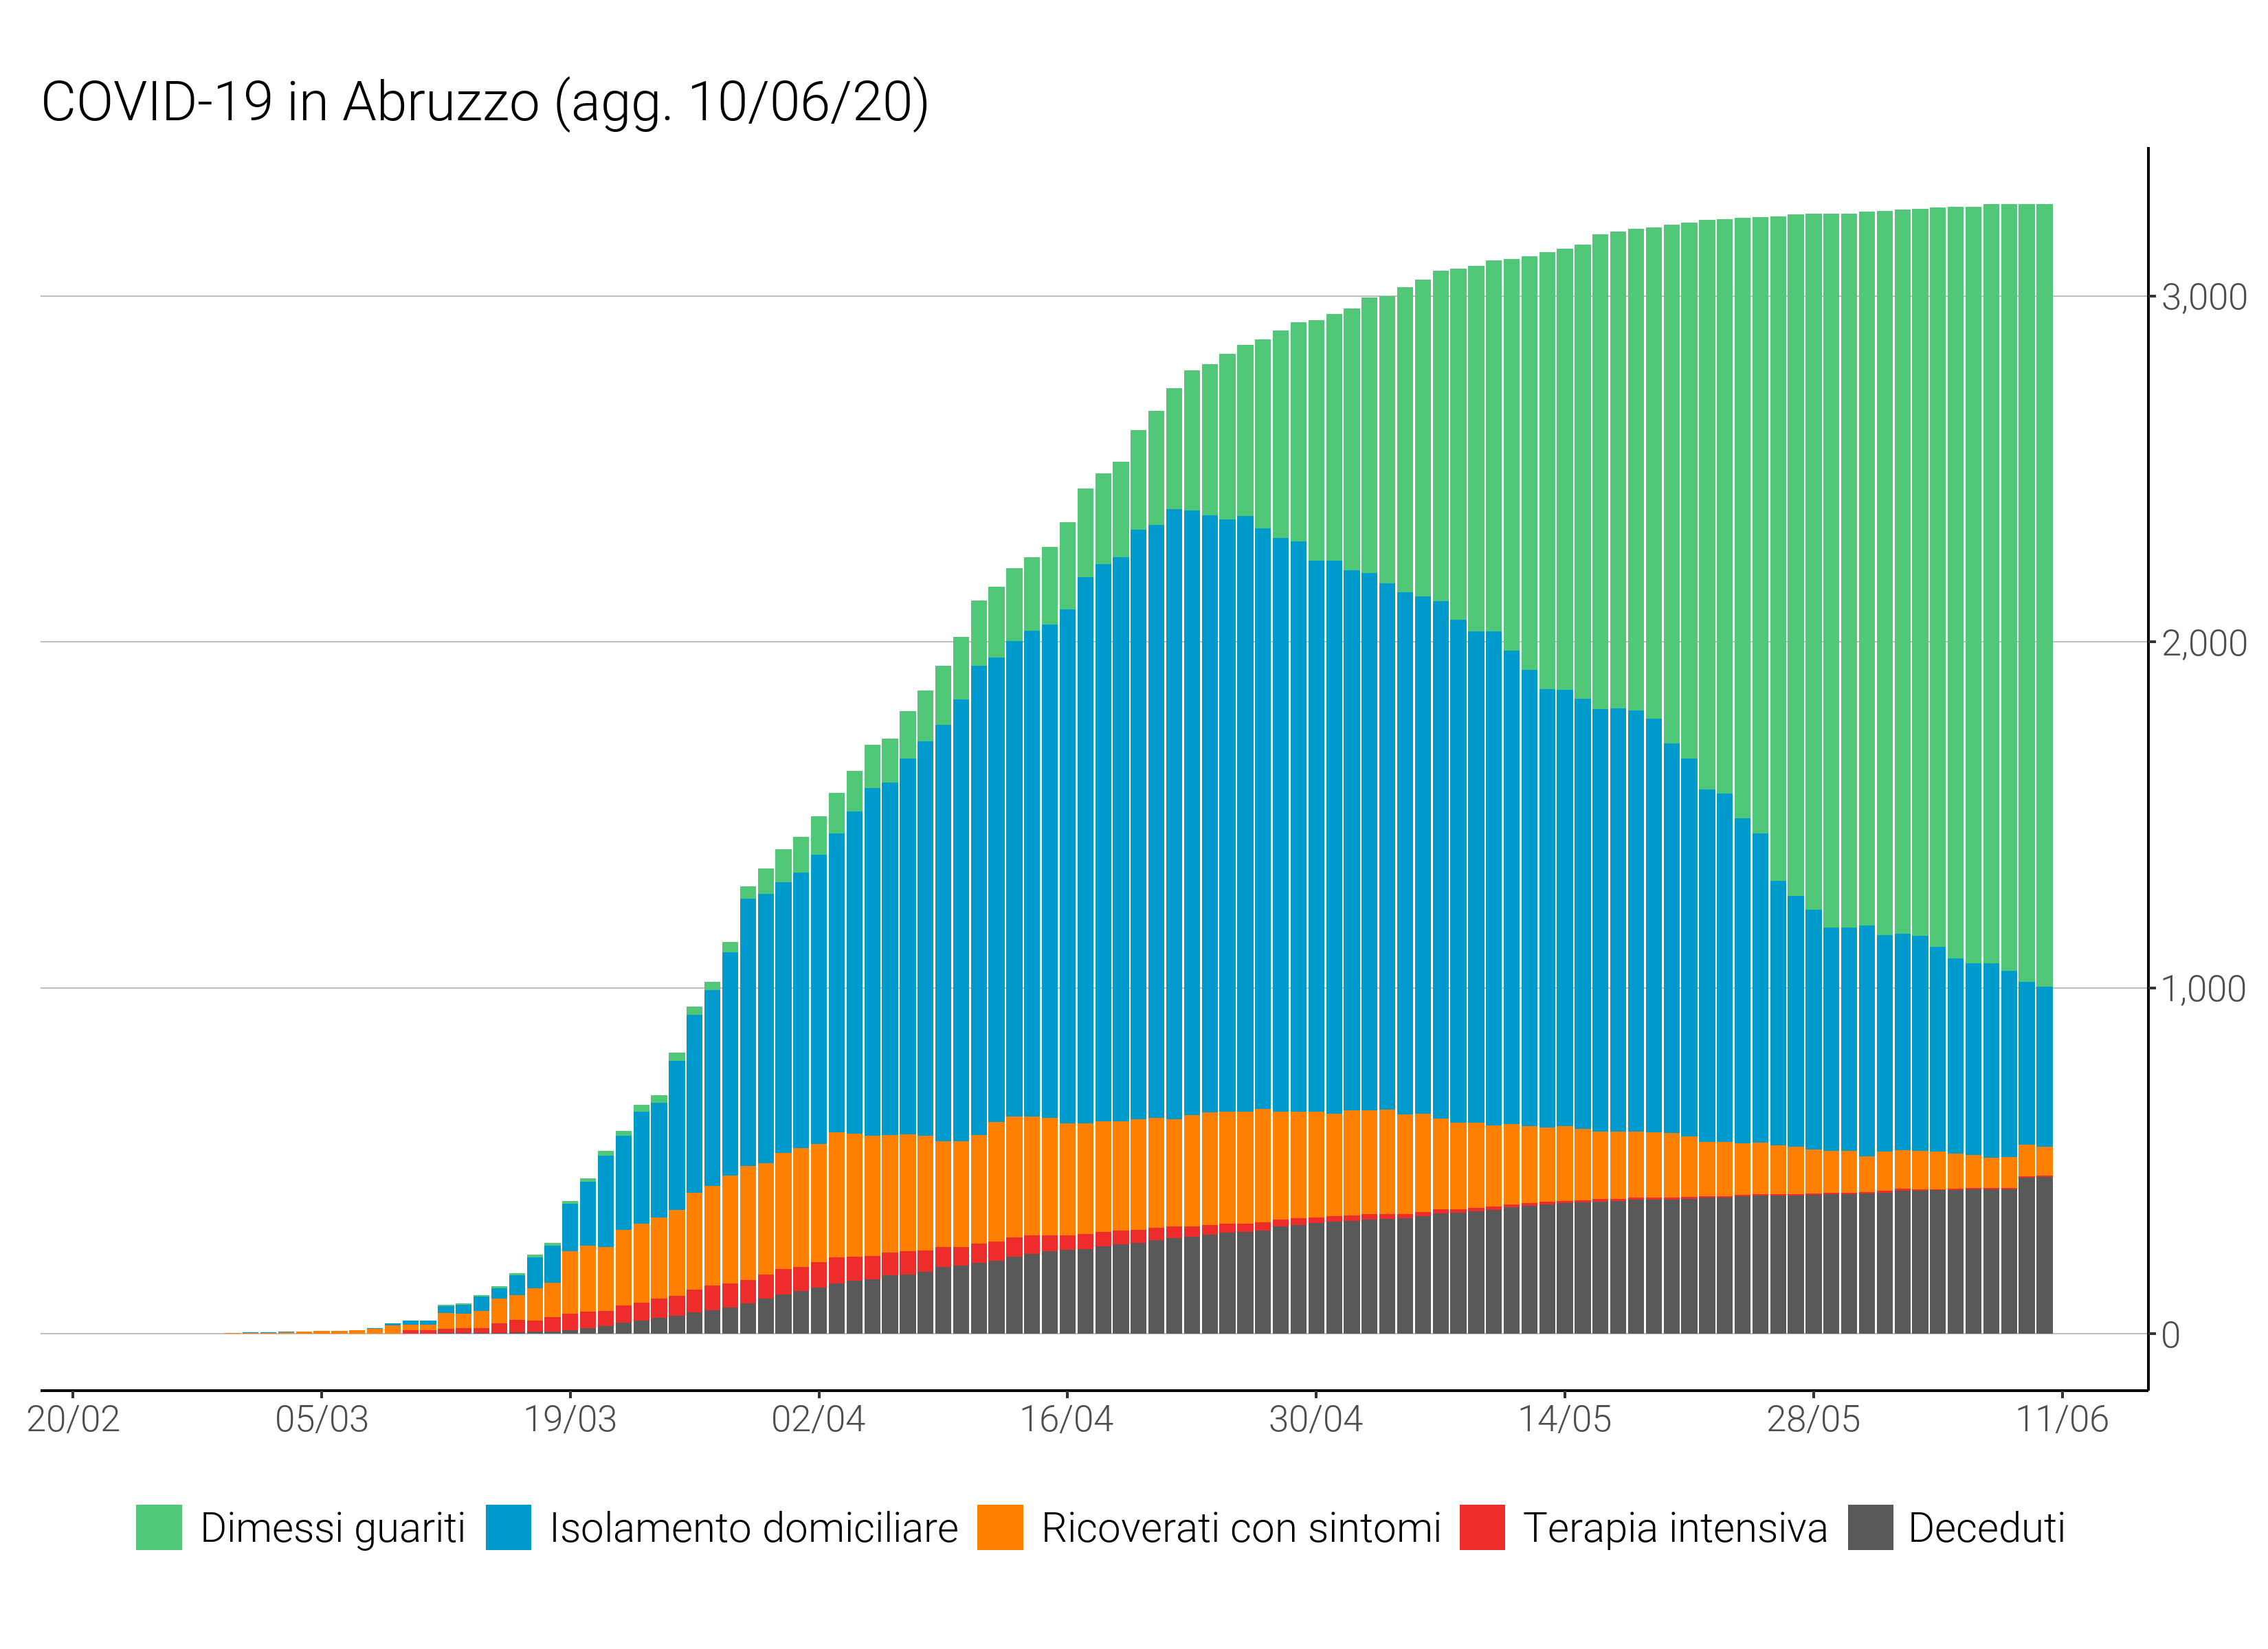 COVID-19 in Abruzzo (agg. 10/06/20)
3,000
2,000
1,000
0
20/02 05/03 19/03 02/04 16/04 30/04 14/05 28/05 11/06
Dimessi guariti Isolamento domiciliare Ricoverati con sintomi Terapia intensiva Deceduti